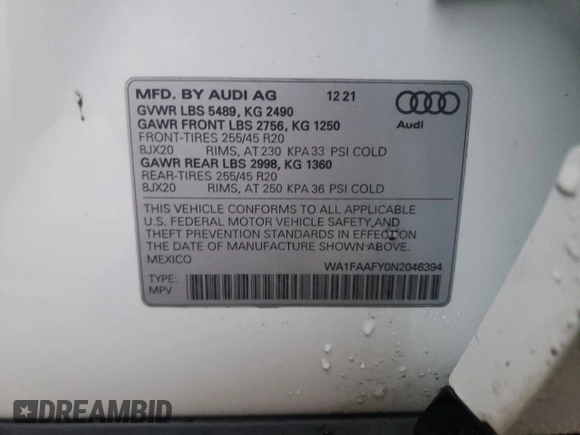 MFD. BY AUDI AG 12 21
GVWR LBS 5489, KG 2490
GAWR FRONT LBS 2756, KG 1250
FRONT-TIRES 255/45 R20
8JX20 RIMS, AT 230 KPA 33 PSI COLD
GAWR REAR LBS 2998, KG 1360
REAR-TIRES 255/45 R20
8JX20 RIMS, AT 250 KPA 36 PSI COLD
Audi
THIS VEHICLE CONFORMS TO ALL APPLICABLE
U.S. FEDERAL MOTOR VEHICLE SAFETY, AND
THEFT PREVENTION STANDARDS IN EFFECT ON
THE DATE OF MANUFACTURE SHOWN ABOVE.
MEXICO
WA1FAAFY0N2046394
TYPE:
MPV
DREAMBID